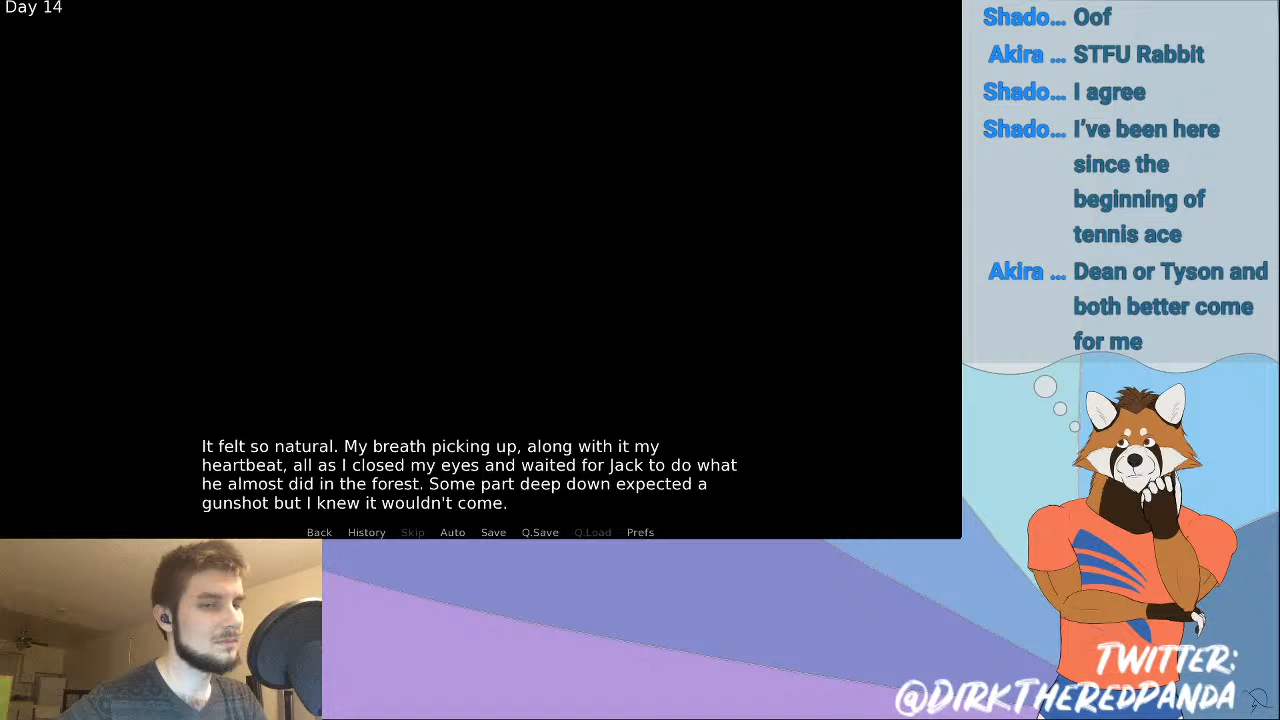 Day 14
It felt so natural. My breath picking up, along with it my
heartbeat, all as I closed my eyes and waited for Jack to do what
he almost did in the forest. Some part deep down expected a
gunshot but I knew it wouldn't come.
Back History Skip Auto Save Q.Save Q.Load Prefs
Shado... Oof
Akira ... STFU Rabbit
Shado... I agree
Shado... I've been here
since the
beginning of
tennis ace
Akira ... Dean or Tyson and
both better come
for me
TWITTER:
@DIRKTHEREDPANDA